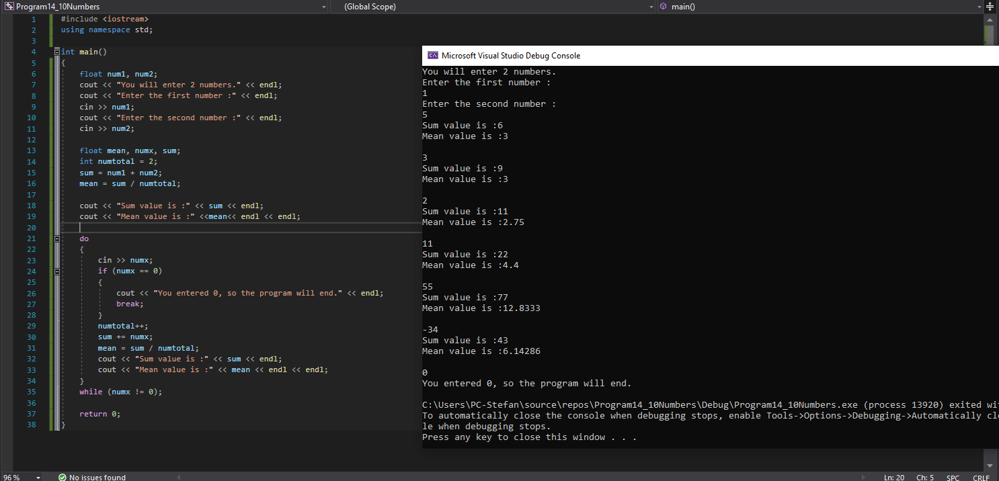 Program14_10Numbers (Global Scope) main()
1 #include <iostream>
2 using namespace std;
3
4 int main()
5 {
6 float num1, num2;
7 cout << "You will enter 2 numbers." << endl;
8 cout << "Enter the first number :" << endl;
9 cin >> num1;
10 cout << "Enter the second number :" << endl;
11 cin >> num2;
12
13 float mean, numx, sum;
14 int numtotal = 2;
15 sum = num1 + num2;
16 mean = sum / numtotal;
17
18 cout << "Sum value is :" << sum << endl;
19 cout << "Mean value is :" <<mean<< endl << endl;
20
21 do
22 {
23 cin >> numx;
24 if (numx == 0)
25 {
26 cout << "You entered 0, so the program will end." << endl;
27 break;
28 }
29 numtotal++;
30 sum += numx;
31 mean = sum / numtotal;
32 cout << "Sum value is :" << sum << endl;
33 cout << "Mean value is :" << mean << endl << endl;
34 }
35 while (numx != 0);
36
37 return 0;
38 }
Microsoft Visual Studio Debug Console
You will enter 2 numbers.
Enter the first number :
1
Enter the second number :
5
Sum value is :6
Mean value is :3
3
Sum value is :9
Mean value is :3
2
Sum value is :11
Mean value is :2.75
11
Sum value is :22
Mean value is :4.4
55
Sum value is :77
Mean value is :12.8333
-34
Sum value is :43
Mean value is :6.14286
0
You entered 0, so the program will end.
C:\Users\PC-Stefan\source\repos\Program14_10Numbers\Debug\Program14_10Numbers.exe (process 13920) exited wi
To automatically close the console when debugging stops, enable Tools->Options->Debugging->Automatically clo
le when debugging stops.
Press any key to close this window . . .
96 % No issues found Ln: 20 Ch: 5 SPC CRLF